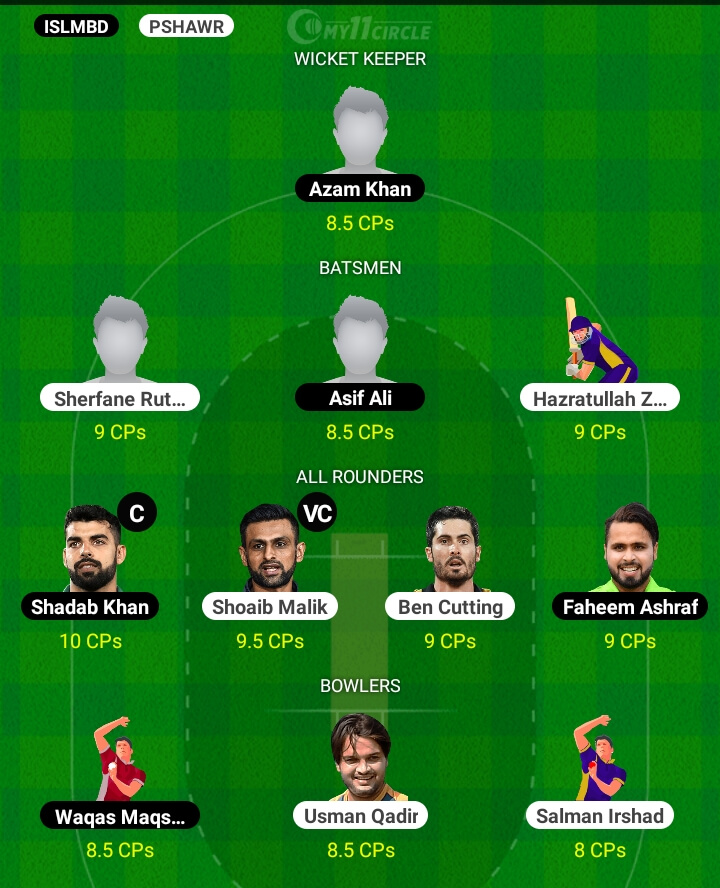 ISLMBD PSHAWR
MY11CIRCLE
WICKET KEEPER
Azam Khan
8.5 CPs
BATSMEN
Sherfane Rut... Asif Ali Hazratullah Z...
9 CPs 8.5 CPs 9 CPs
ALL ROUNDERS
C VC
Shadab Khan Shoaib Malik Ben Cutting Faheem Ashraf
10 CPs 9.5 CPs 9 CPs 9 CPs
BOWLERS
Waqas Maqs... Usman Qadir Salman Irshad
8.5 CPs 8.5 CPs 8 CPs